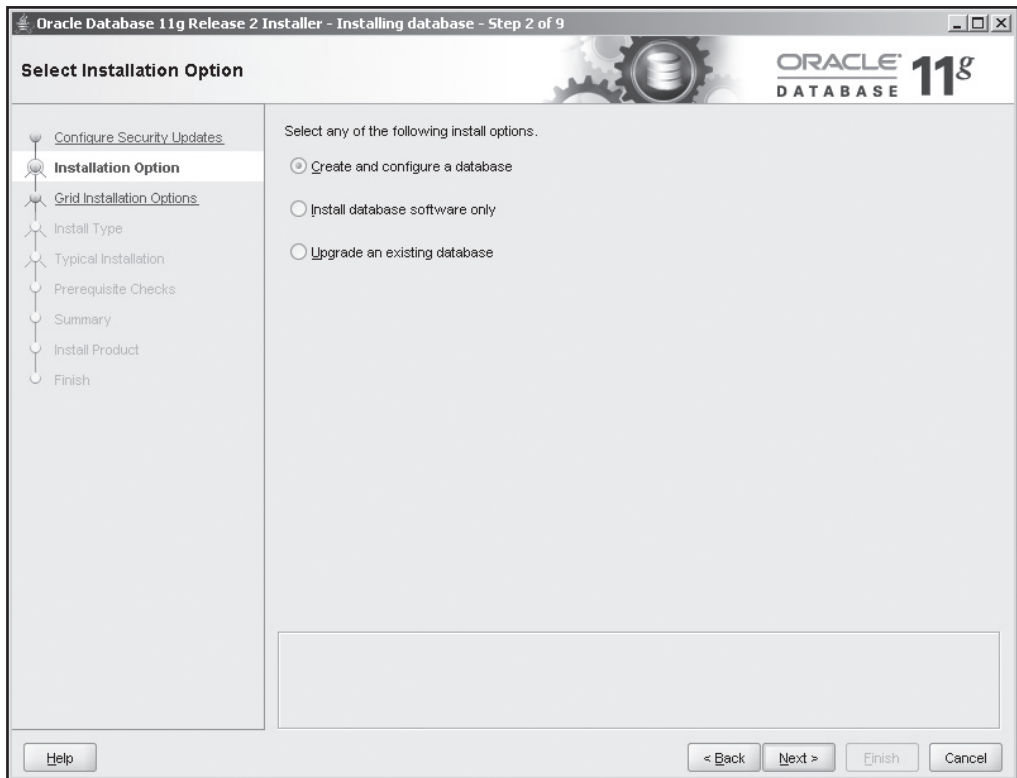 Oracle Database 11g Release 2 Installer - Installing database - Step 2 of 9
Select Installation Option
ORACLE 11g
DATABASE
Configure Security Updates
Installation Option
Grid Installation Options
Install Type
Typical Installation
Prerequisite Checks
Summary
Install Product
Finish
Select any of the following install options.
Create and configure a database
Install database software only
Upgrade an existing database
Help
< Back
Next >
Finish
Cancel